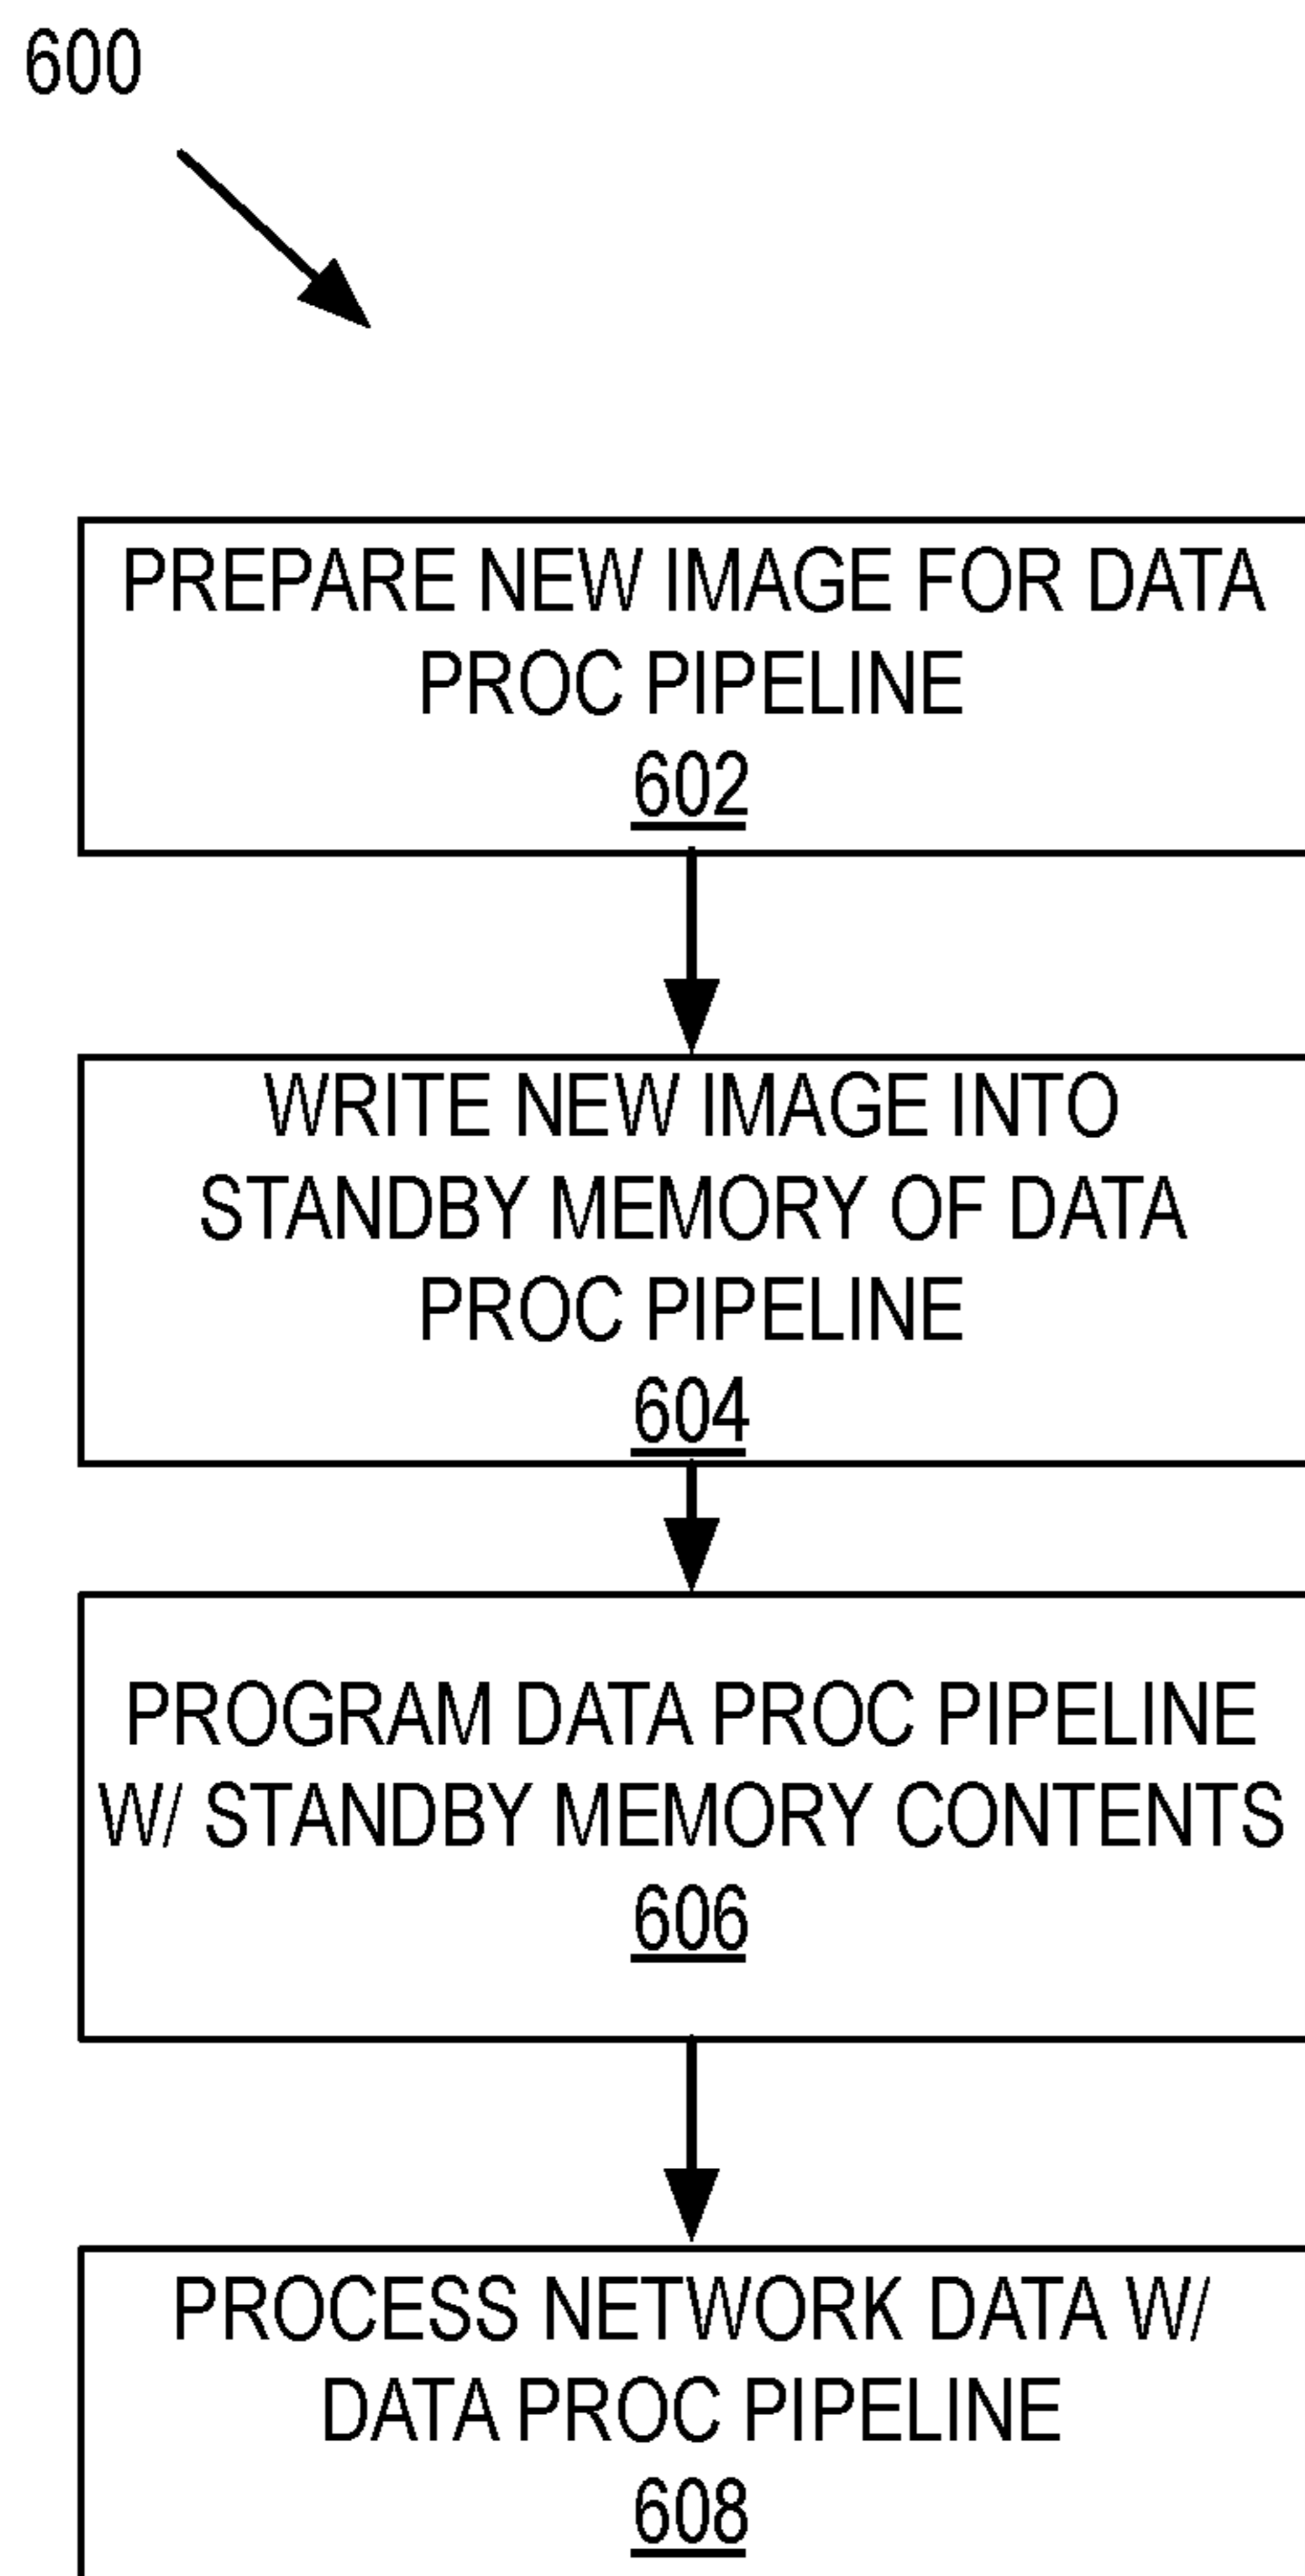 600
PREPARE NEW IMAGE FOR DATA
PROC PIPELINE
602
WRITE NEW IMAGE INTO
STANDBY MEMORY OF DATA
PROC PIPELINE
604
PROGRAM DATA PROC PIPELINE
W/ STANDBY MEMORY CONTENTS
606
PROCESS NETWORK DATA W/
DATA PROC PIPELINE
608